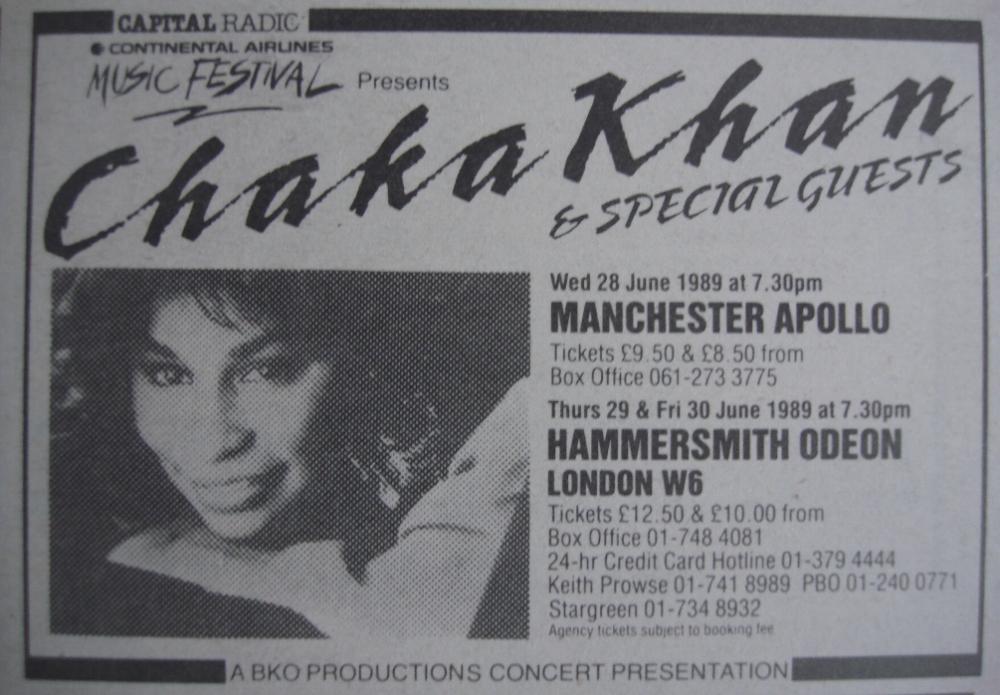 CAPITAL RADIO
CONTINENTAL AIRLINES
MUSIC FESTIVAL Presents
Chaka Khan
& SPECIAL GUESTS
Wed 28 June 1989 at 7.30pm
MANCHESTER APOLLO
Tickets £9.50 & £8.50 from
Box Office 061-273 3775
Thurs 29 & Fri 30 June 1989 at 7.30pm
HAMMERSMITH ODEON
LONDON W6
Tickets £12.50 & £10.00 from
Box Office 01-748 4081
24-hr Credit Card Hotline 01-379 4444
Keith Prowse 01-741 8989 PBO 01-240 0771
Stargreen 01-734 8932
Agency tickets subject to booking fee
A BKO PRODUCTIONS CONCERT PRESENTATION